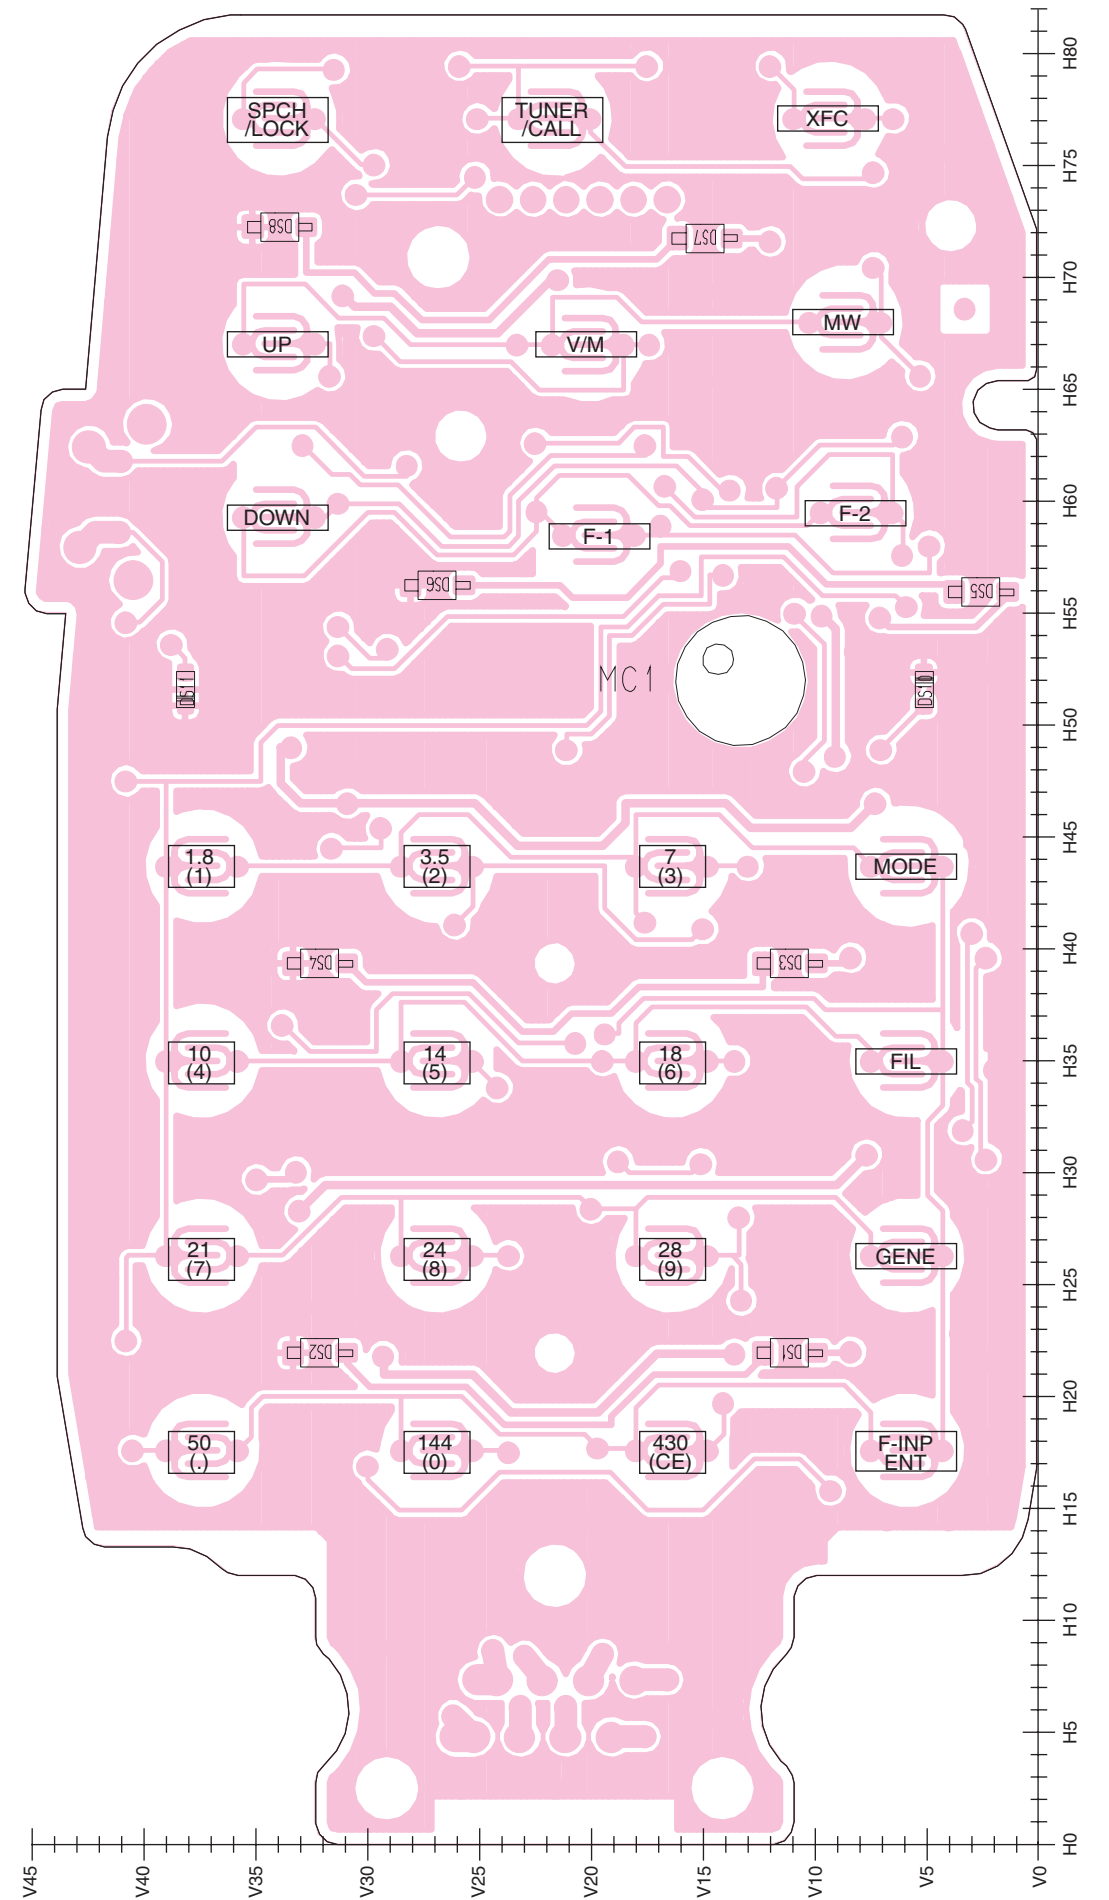 H80
SPCH
/LOCK
TUNER
/CALL
XFC
H75
DS8
DS7
H70
UP
V/M
MW
H65
H60
DOWN
F-1
F-2
DS6
DS5
H55
MC1
DS11
DS10
H50
H45
1.8
(1)
3.5
(2)
7
(3)
MODE
H40
DS4
DS3
H35
10
(4)
14
(5)
18
(6)
FIL
H30
21
(7)
24
(8)
28
(9)
GENE
H25
DS2
DS1
H20
50
(.)
144
(0)
430
(CE)
F-INP
ENT
H15
H10
H5
H0
V45
V40
V35
V30
V25
V20
V15
V10
V5
V0